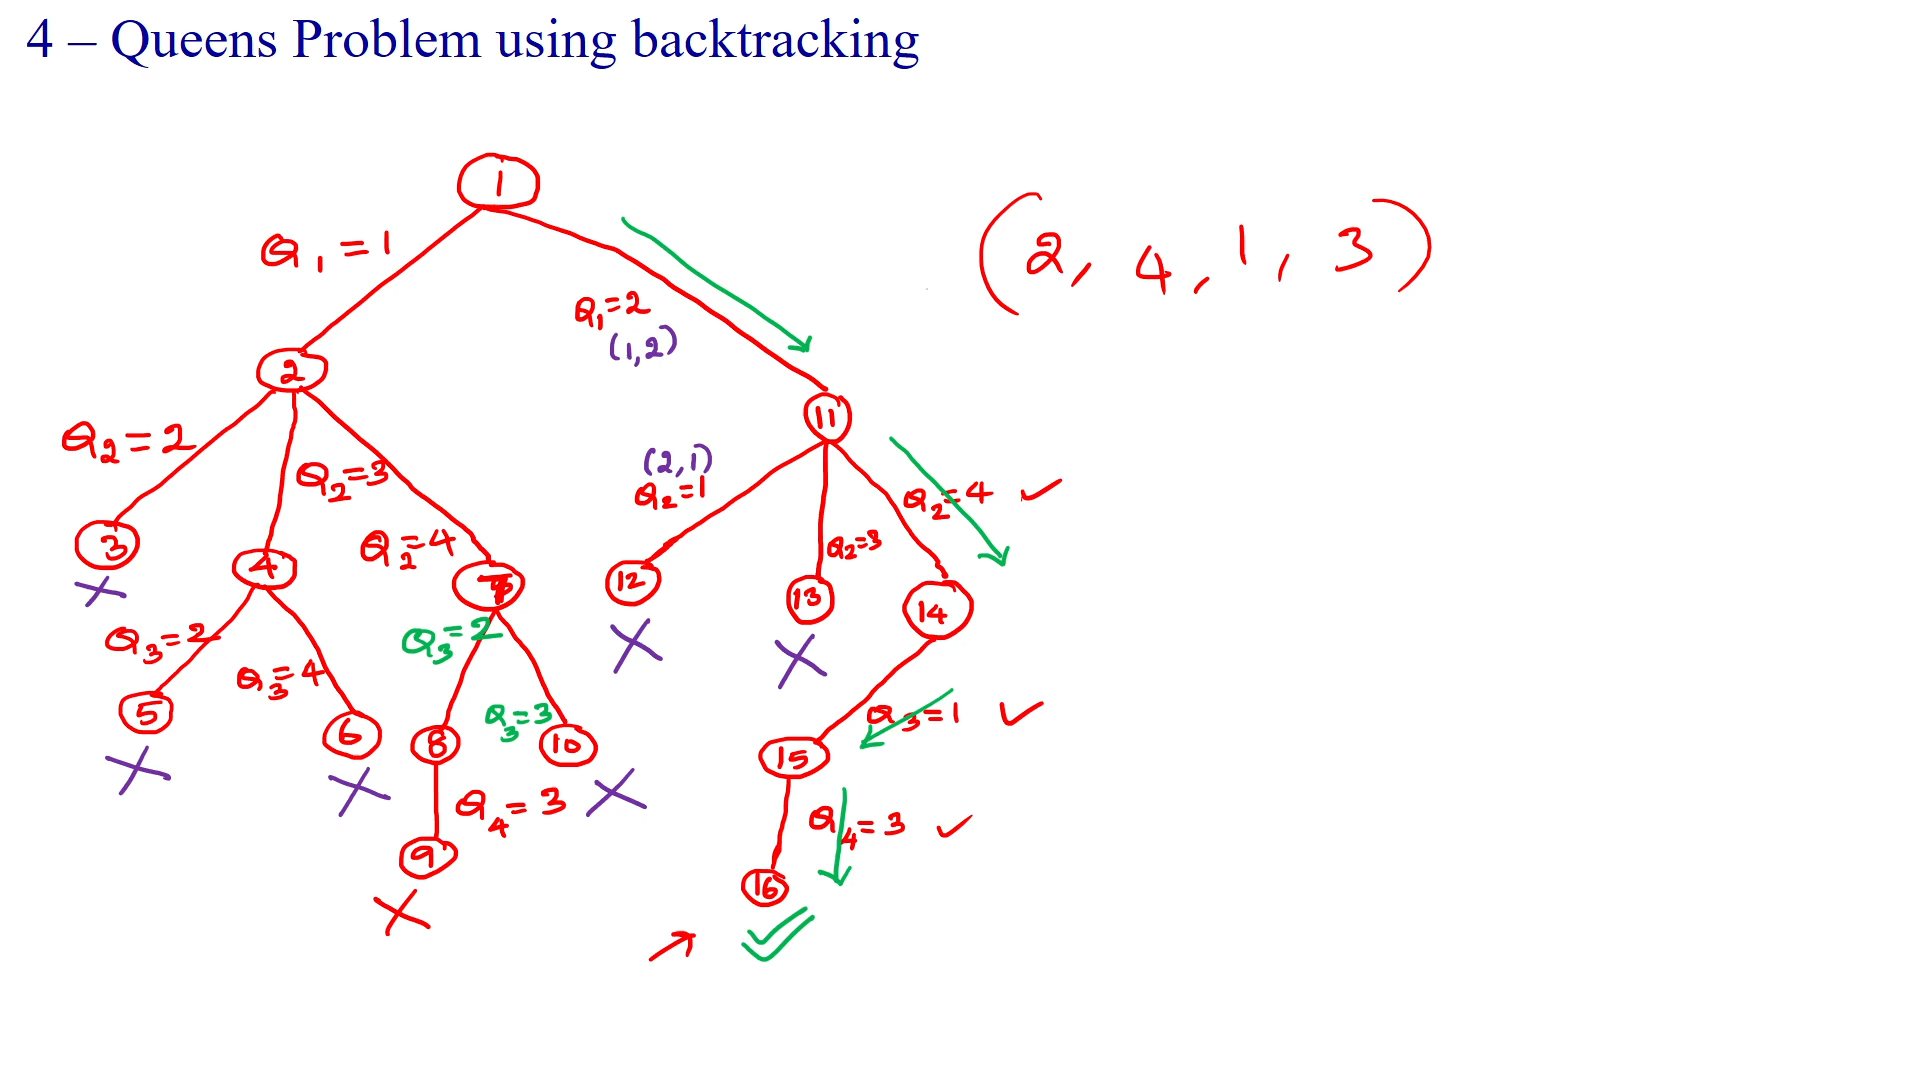 4 – Queens Problem using backtracking
1
(2, 4, 1, 3)
Q1 = 1
Q1 = 2
(1,2)
2
11
Q2 = 2
Q2 = 3
Q2 = 4
(2,1)
Q2 = 1
Q2 = 3
Q2 = 4
3
4
7
12
13
14
Q3 = 2
Q3 = 4
Q3 = 2
Q3 = 3
Q3 = 1
5
6
8
10
15
Q4 = 3
Q4 = 3
9
16